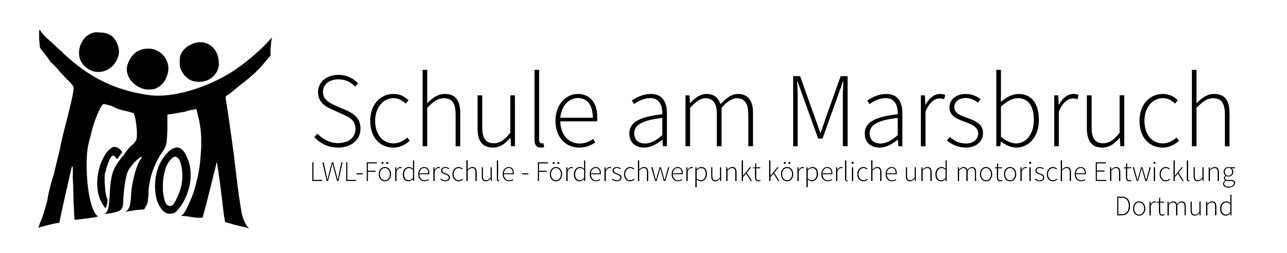 Schule am Marsbruch
LWL-Förderschule - Förderschwerpunkt körperliche und motorische Entwicklung
Dortmund